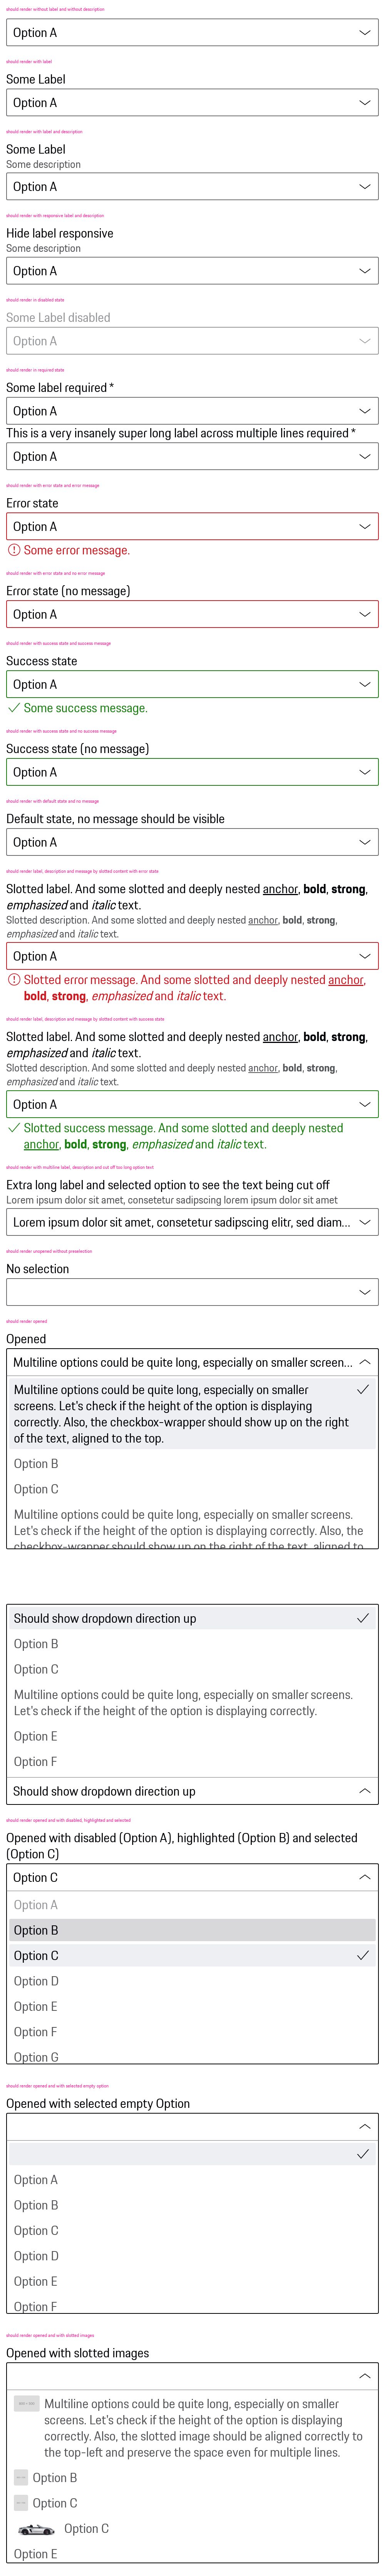 should render without label and without description
Option A
should render with label
Some Label
Option A
should render with label and description
Some Label
Some description
Option A
should render with responsive label and description
Hide label responsive
Some description
Option A
should render in disabled state
Some Label disabled
Option A
should render in required state
Some label required *
Option A
This is a very insanely super long label across multiple lines required *
Option A
should render with error state and error message
Error state
Option A
Some error message.
should render with error state and no error message
Error state (no message)
Option A
should render with success state and success message
Success state
Option A
Some success message.
should render with success state and no success message
Success state (no message)
Option A
should render with default state and no message
Default state, no message should be visible
Option A
should render label, description and message by slotted content with error state
Slotted label. And some slotted and deeply nested anchor, bold, strong,
emphasized and italic text.
Slotted description. And some slotted and deeply nested anchor, bold, strong,
emphasized and italic text.
Option A
Slotted error message. And some slotted and deeply nested anchor,
bold, strong, emphasized and italic text.
should render label, description and message by slotted content with success state
Slotted label. And some slotted and deeply nested anchor, bold, strong,
emphasized and italic text.
Slotted description. And some slotted and deeply nested anchor, bold, strong,
emphasized and italic text.
Option A
Slotted success message. And some slotted and deeply nested
anchor, bold, strong, emphasized and italic text.
should render with multiline label, description and cut off too long option text
Extra long label and selected option to see the text being cut off
Lorem ipsum dolor sit amet, consetetur sadipscing lorem ipsum dolor sit amet
Lorem ipsum dolor sit amet, consetetur sadipscing elitr, sed diam...
should render unopened without preselection
No selection
should render opened
Opened
Multiline options could be quite long, especially on smaller screen...
Multiline options could be quite long, especially on smaller
screens. Let's check if the height of the option is displaying
correctly. Also, the checkbox-wrapper should show up on the right
of the text, aligned to the top.
Option B
Option C
Multiline options could be quite long, especially on smaller screens.
Let's check if the height of the option is displaying correctly. Also, the
checkbox-wrapper should show up on the right of the text, aligned to
Should show dropdown direction up
Option B
Option C
Multiline options could be quite long, especially on smaller screens.
Let's check if the height of the option is displaying correctly.
Option E
Option F
Should show dropdown direction up
should render opened and with disabled, highlighted and selected
Opened with disabled (Option A), highlighted (Option B) and selected
(Option C)
Option C
Option A
Option B
Option C
Option D
Option E
Option F
Option G
should render opened and with selected empty option
Opened with selected empty Option
Option A
Option B
Option C
Option D
Option E
Option F
should render opened and with slotted images
Opened with slotted images
Multiline options could be quite long, especially on smaller
screens. Let's check if the height of the option is displaying
correctly. Also, the slotted image should be aligned correctly to
the top-left and preserve the space even for multiple lines.
Option B
Option C
Option C
Option E